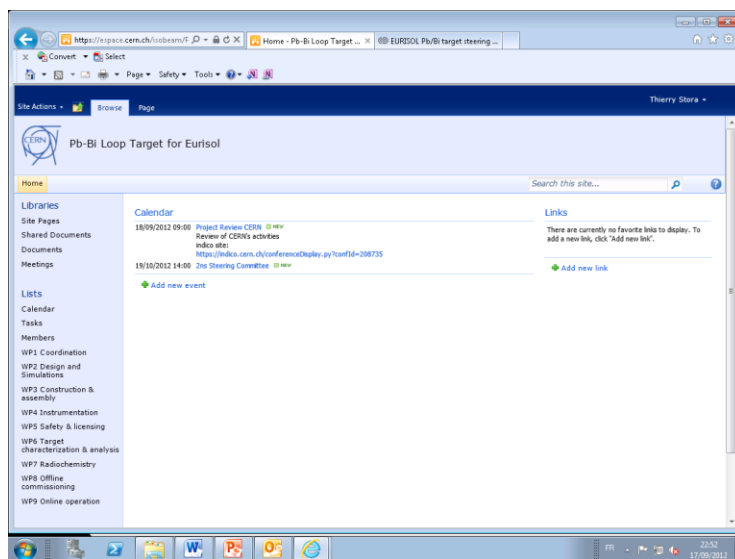 https://espace.cern.ch/isobeam/F
Home - Pb-Bi Loop Target ...
EURISOL Pb/Bi target steering ...
x Convert Select
Page Safety Tools
Site Actions Browse Page
Thierry Stora
CERN
Pb-Bi Loop Target for Eurisol
Home
Search this site...
Libraries
Site Pages
Shared Documents
Documents
Meetings
Lists
Calendar
Tasks
Members
WP1 Coordination
WP2 Design and
Simulations
WP3 Construction &
assembly
WP4 Instrumentation
WP5 Safety & licensing
WP6 Target
characterization & analysis
WP7 Radiochemistry
WP8 Offline
commissioning
WP9 Online operation
Calendar
18/09/2012 09:00 Project Review CERN NEW
Review of CERN's activities
indico site:
https://indico.cern.ch/conferenceDisplay.py?confId=208735
19/10/2012 14:00 2ns Steering Committee NEW
Add new event
Links
There are currently no favorite links to display. To
add a new link, click "Add new link".
Add new link
FR
22:52
17/09/2012